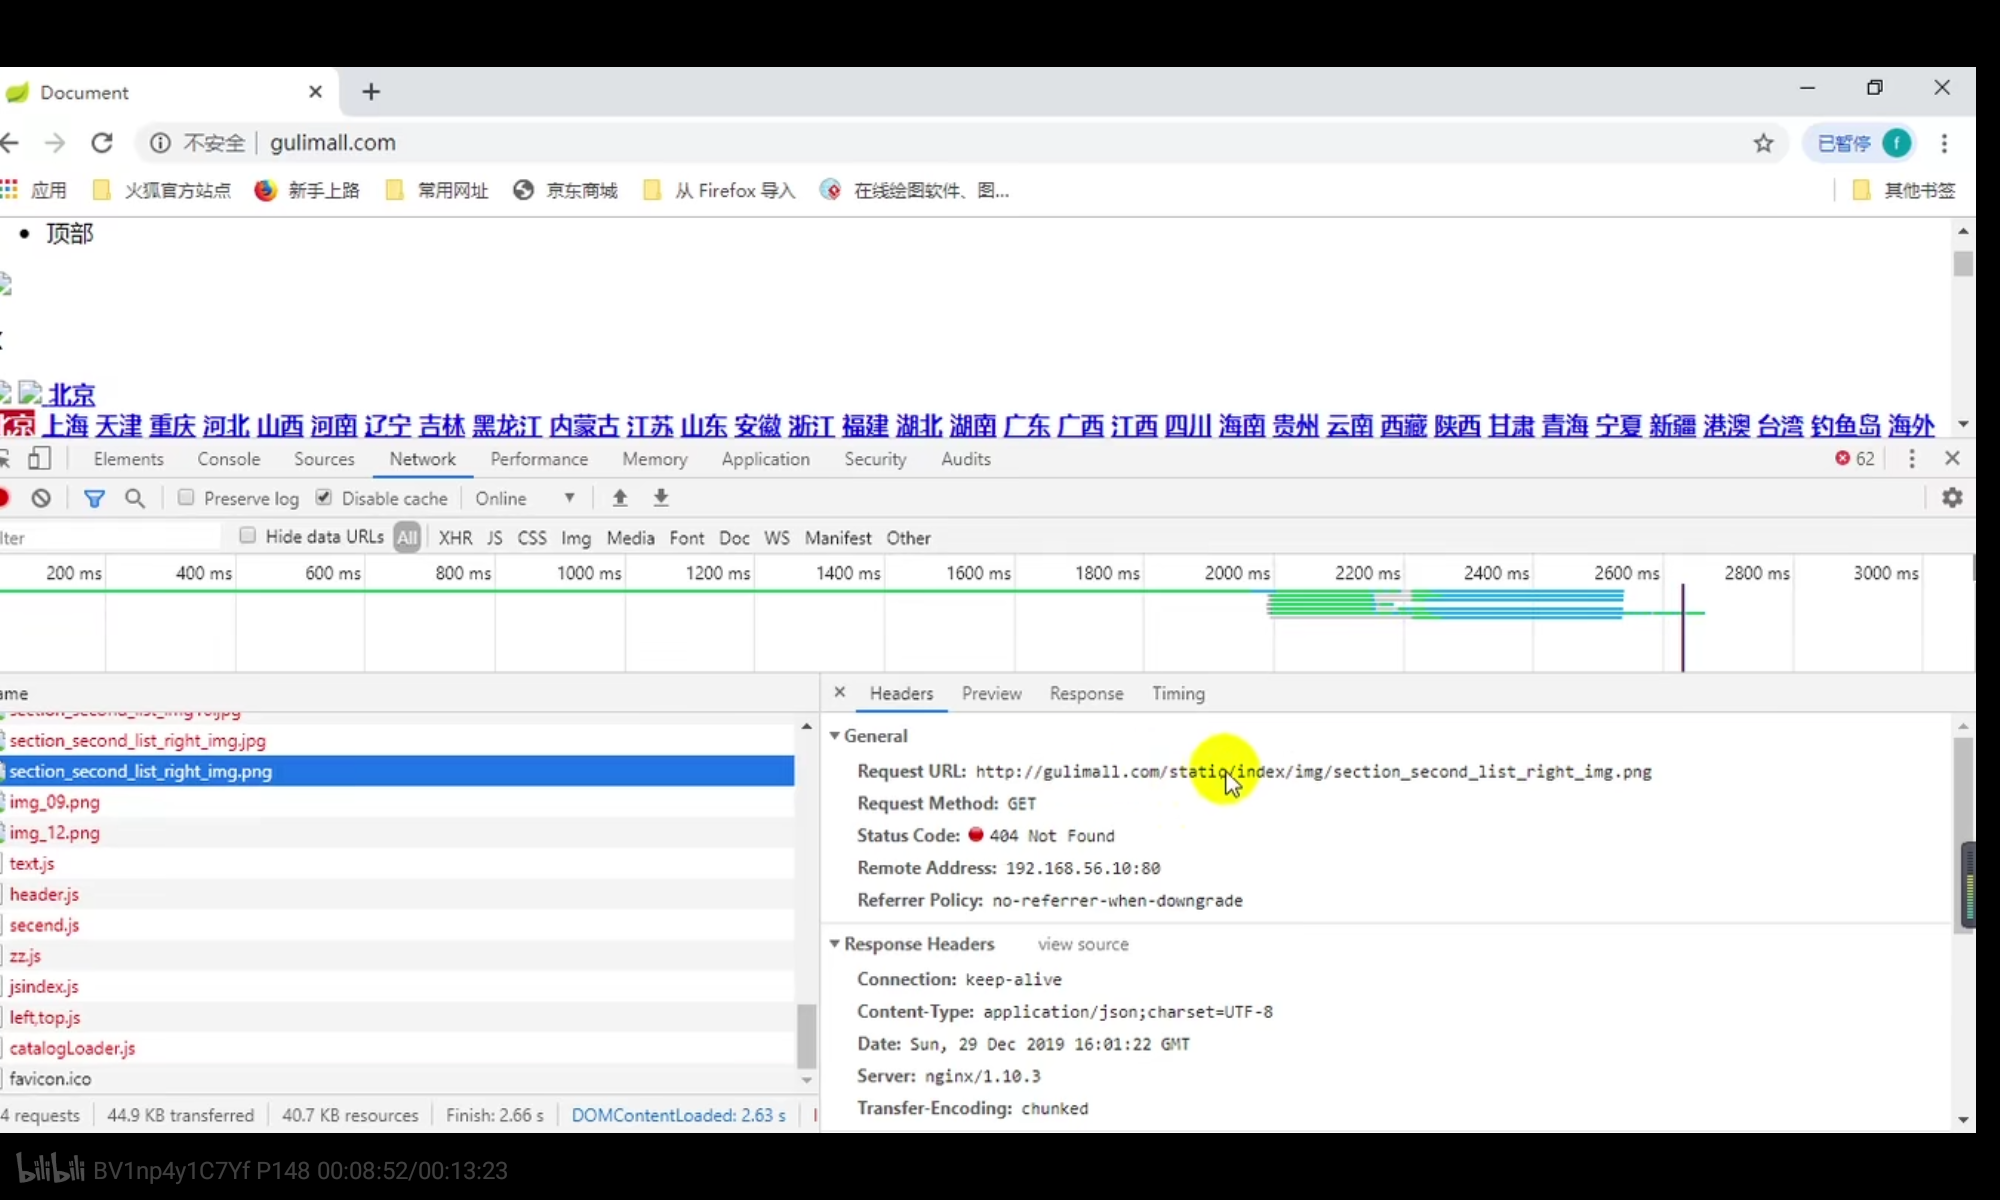 Document
不安全 | gulimall.com
已暂停 f
应用 火狐官方站点 新手上路 常用网址 京东商城 从 Firefox 导入 在线绘图软件、图... 其他书签
• 顶部
北京
上海 天津 重庆 河北 山西 河南 辽宁 吉林 黑龙江 内蒙古 江苏 山东 安徽 浙江 福建 湖北 湖南 广东 广西 江西 四川 海南 贵州 云南 西藏 陕西 甘肃 青海 宁夏 新疆 港澳 台湾 钓鱼岛 海外
Elements Console Sources Network Performance Memory Application Security Audits 62
Preserve log Disable cache Online
lter Hide data URLs All XHR JS CSS Img Media Font Doc WS Manifest Other
200 ms 400 ms 600 ms 800 ms 1000 ms 1200 ms 1400 ms 1600 ms 1800 ms 2000 ms 2200 ms 2400 ms 2600 ms 2800 ms 3000 ms
ame
section_second_list_right_img.jpg
section_second_list_right_img.png
img_09.png
img_12.png
text.js
header.js
secend.js
zz.js
jsindex.js
left,top.js
catalogLoader.js
favicon.ico
4 requests 44.9 KB transferred 40.7 KB resources Finish: 2.66 s DOMContentLoaded: 2.63 s
Headers Preview Response Timing
General
Request URL: http://gulimall.com/static/index/img/section_second_list_right_img.png
Request Method: GET
Status Code: 404 Not Found
Remote Address: 192.168.56.10:80
Referrer Policy: no-referrer-when-downgrade
Response Headers view source
Connection: keep-alive
Content-Type: application/json;charset=UTF-8
Date: Sun, 29 Dec 2019 16:01:22 GMT
Server: nginx/1.10.3
Transfer-Encoding: chunked
bilibili BV1np4y1C7Yf P148 00:08:52/00:13:23